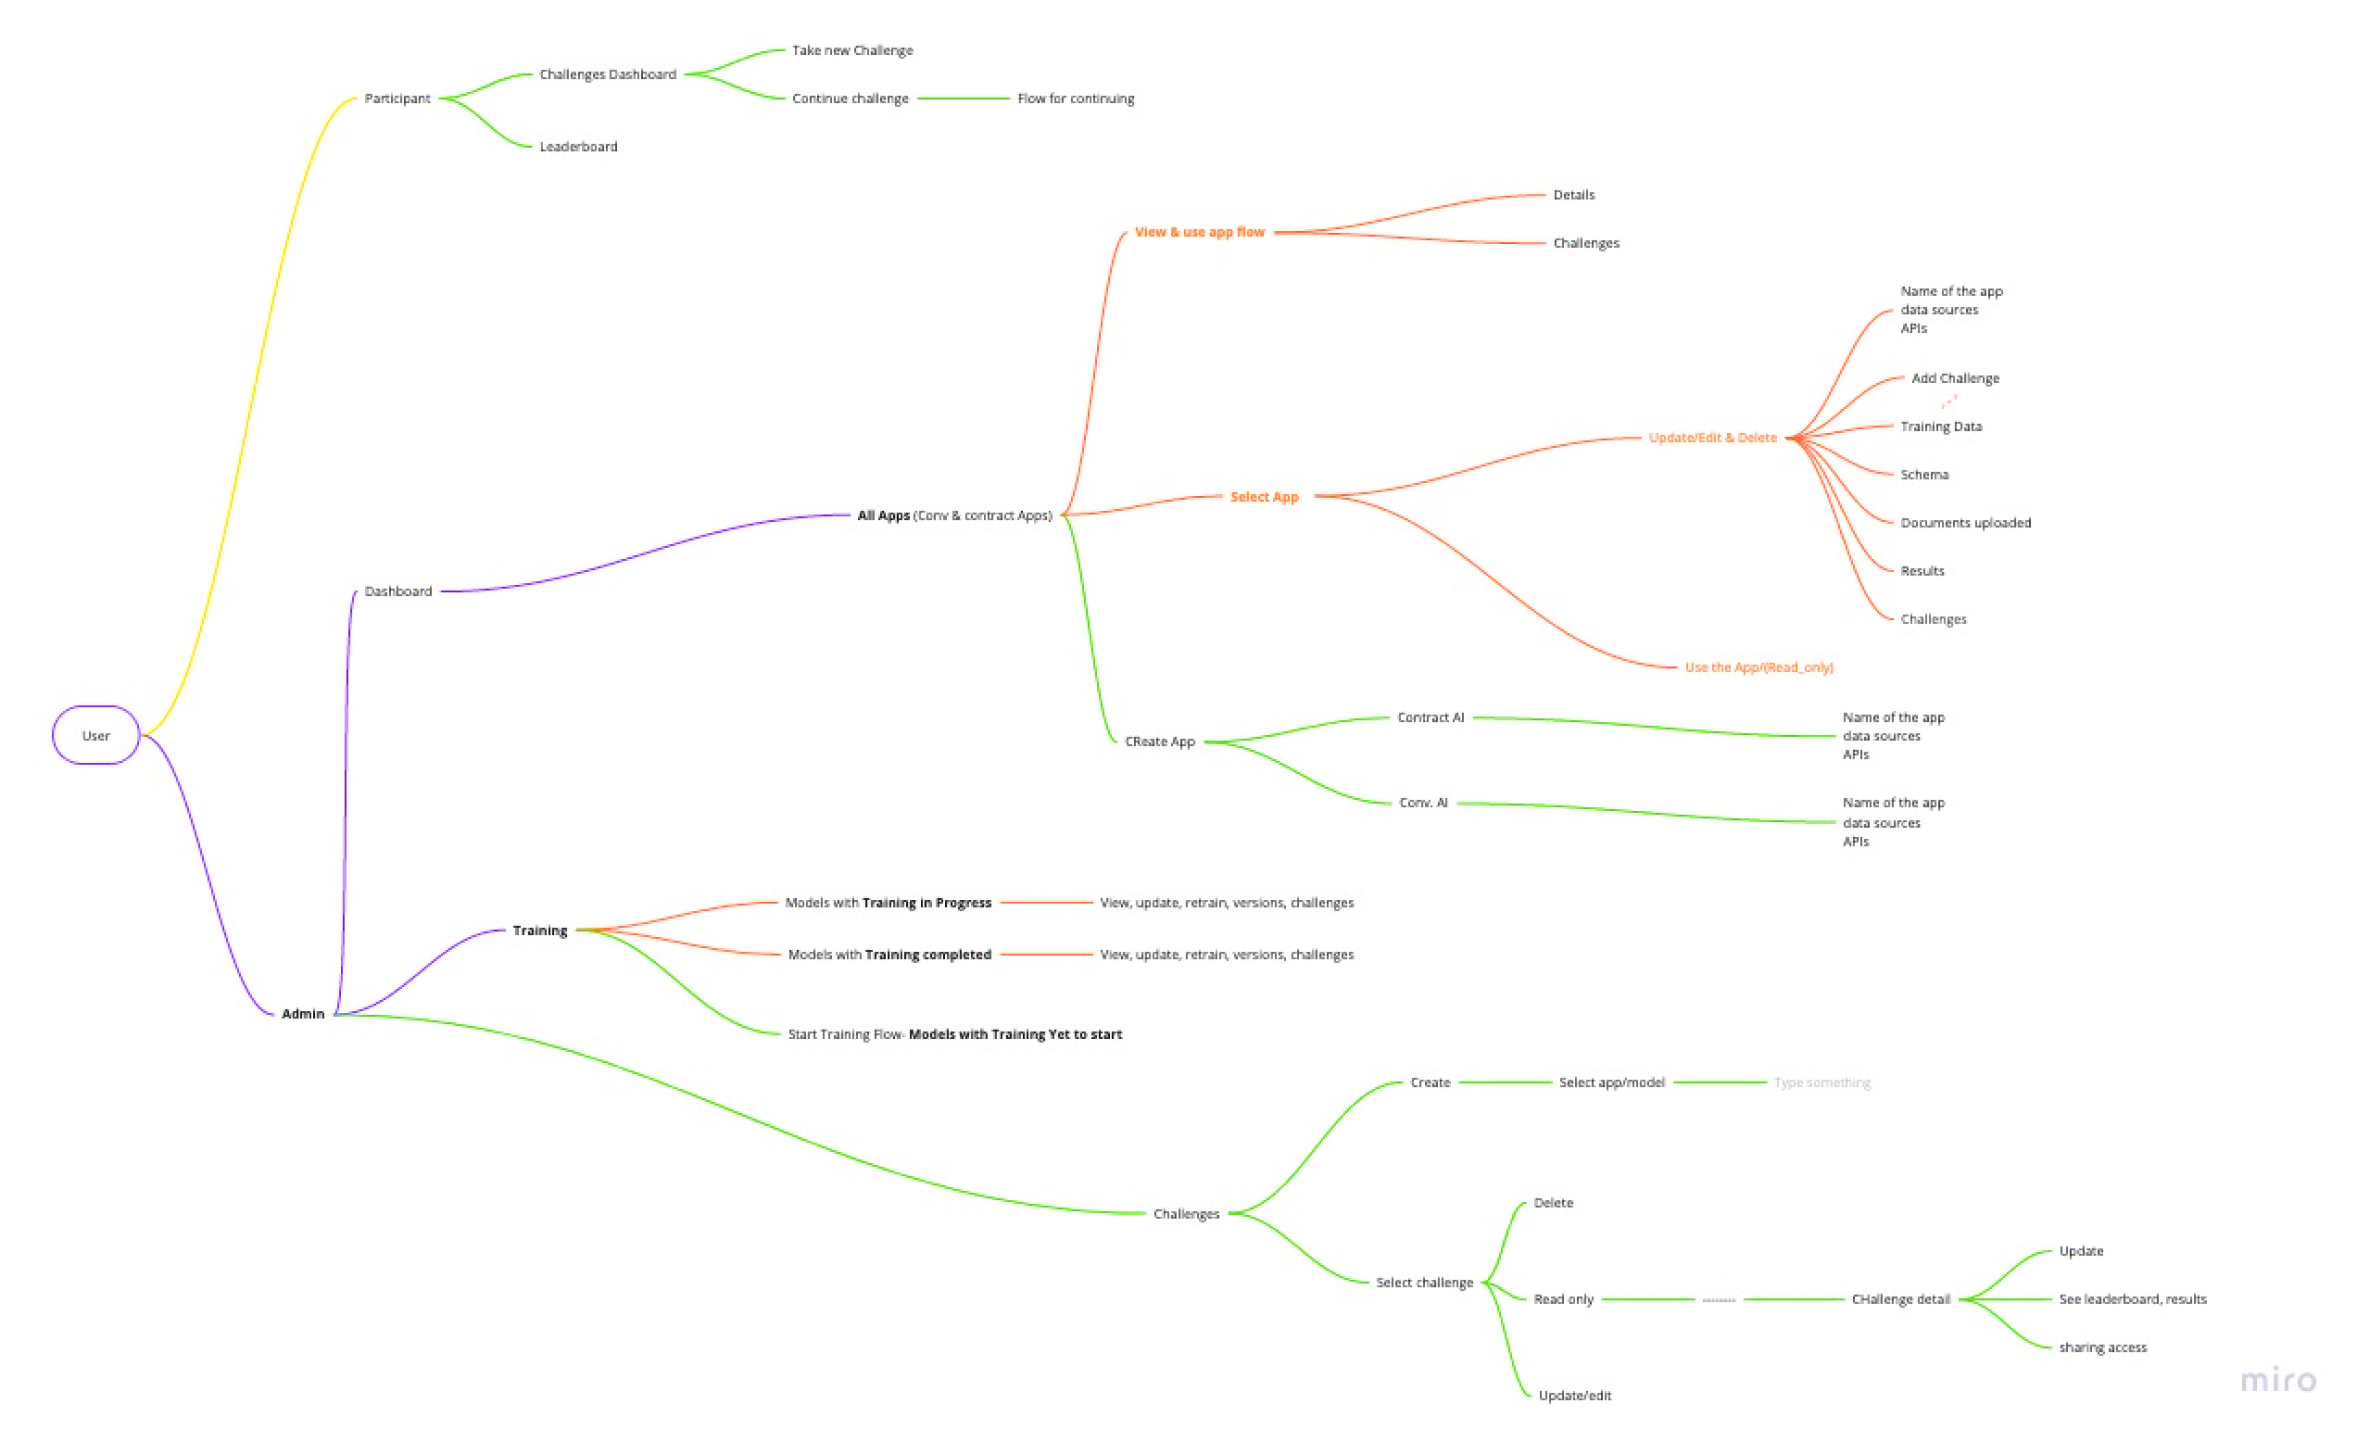 Take new Challenge
Challenges Dashboard
Participant
Continue challenge
Flow for continuing
Leaderboard
Details
View & use app flow
Challenges
Name of the app
data sources
APIs
Add Challenge
Training Data
Update/Edit & Delete
Schema
Select App
All Apps (Conv & contract Apps)
Documents uploaded
Results
Dashboard
Challenges
Use the App/(Read_only)
User
Contract AI
Name of the app
data sources
APIs
CReate App
Conv. AI
Name of the app
data sources
APIs
Models with Training in Progress
View, update, retrain, versions, challenges
Training
Models with Training completed
View, update, retrain, versions, challenges
Admin
Start Training Flow- Models with Training Yet to start
Create
Select app/model
Type something
Delete
Challenges
Update
Select challenge
Read only
--------
CHallenge detail
See leaderboard, results
sharing access
Update/edit
miro